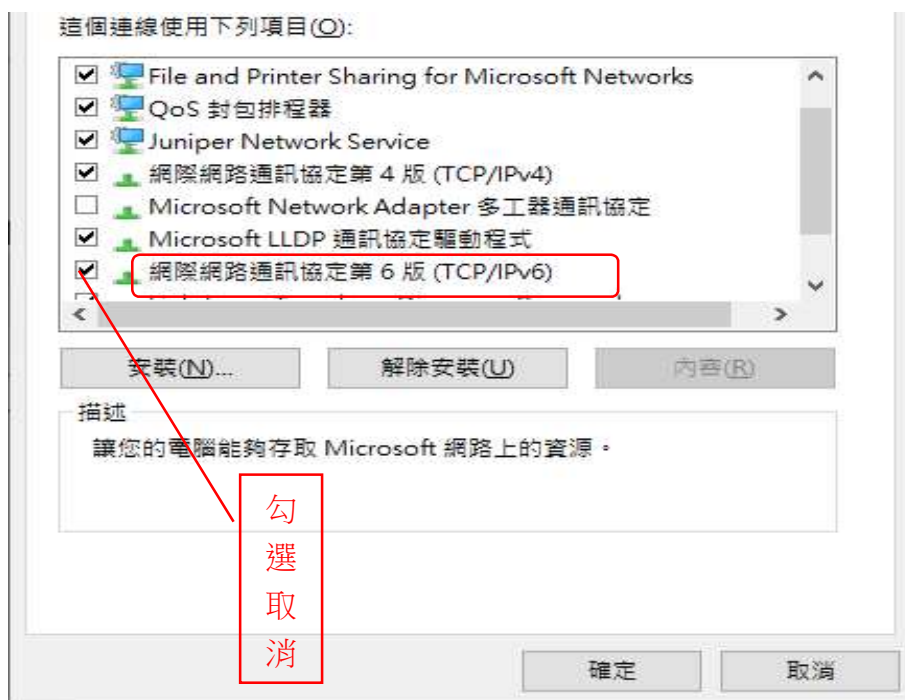 這個連線使用下列項目(O):
File and Printer Sharing for Microsoft Networks
QoS 封包排程器
Juniper Network Service
網際網路通訊協定第 4 版 (TCP/IPv4)
Microsoft Network Adapter 多工器通訊協定
Microsoft LLDP 通訊協定驅動程式
網際網路通訊協定第 6 版 (TCP/IPv6)
安裝(N)...
解除安裝(U)
內容(R)
描述
讓您的電腦能夠存取 Microsoft 網路上的資源。
勾
選
取
消
確定
取消